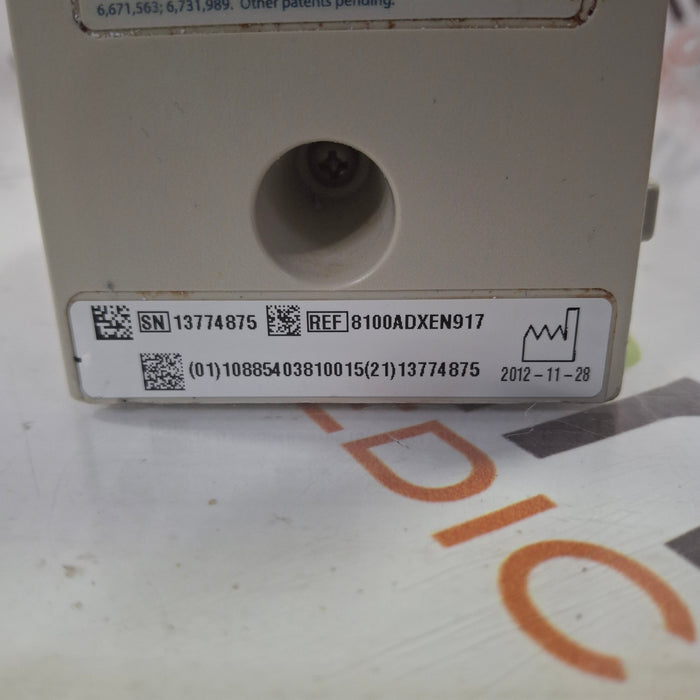 6,671,563; 6,731,989. Other patents pending.
SN 13774875 REF 8100ADXEN917
(01)10885403810015(21)13774875
2012-11-28
DIC